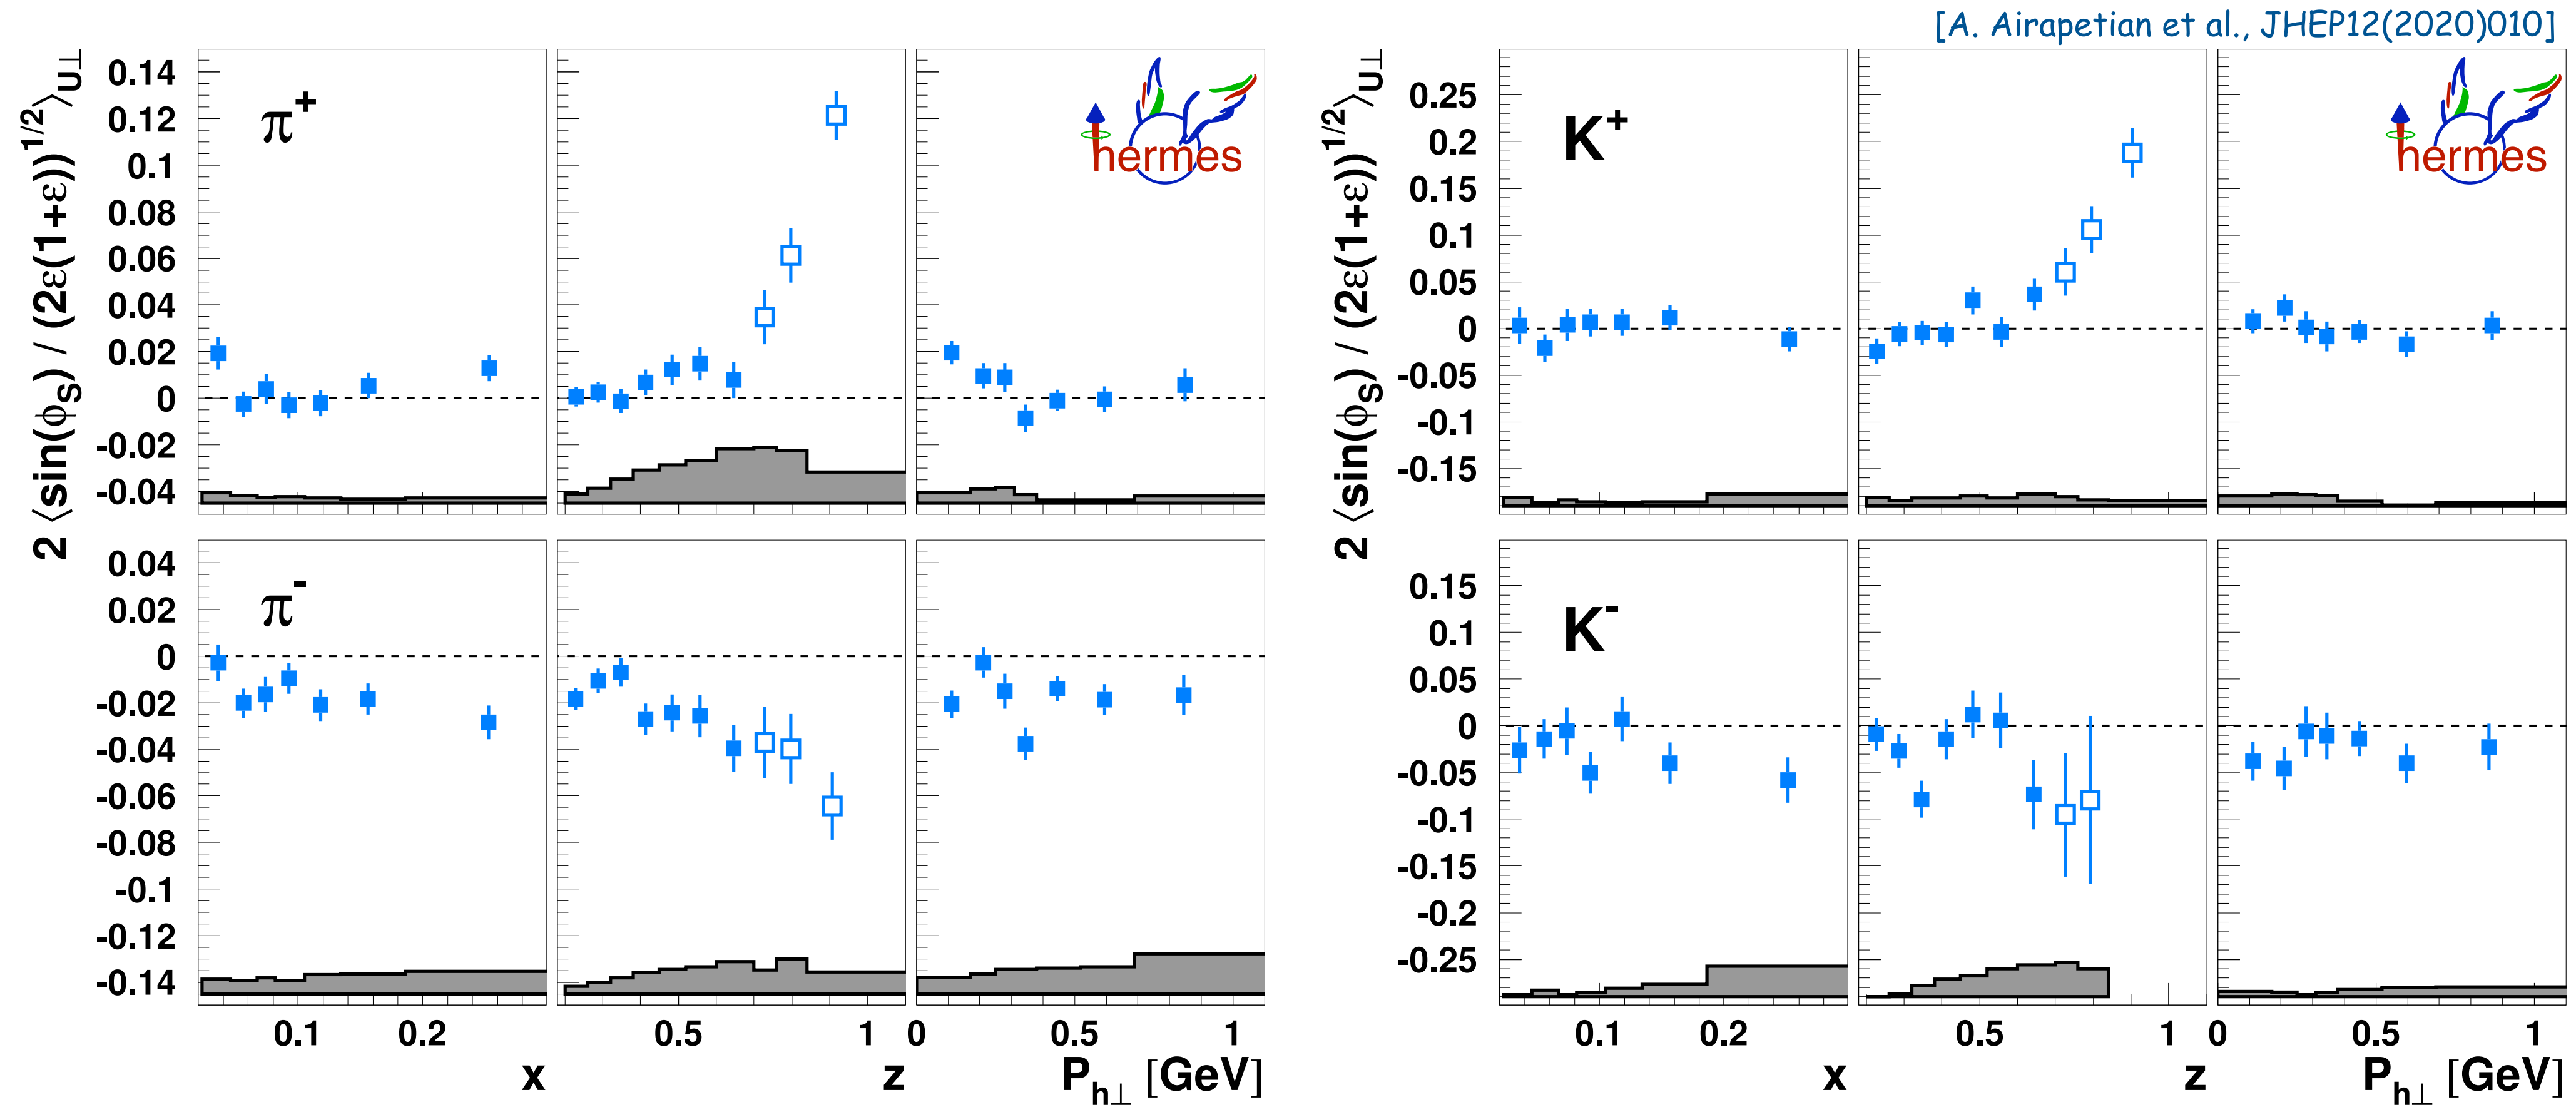 [A. Airapetian et al., JHEP12(2020)010]
2 ⟨sin(ϕS) / (2ε(1+ε))1/2⟩U⊥
π+
hermes
0.14
0.12
0.1
0.08
0.06
0.04
0.02
0
-0.02
-0.04
π-
0.04
0.02
0
-0.02
-0.04
-0.06
-0.08
-0.1
-0.12
-0.14
0.1 0.2
x
0.5 1
z
0 0.5 1
Ph⊥ [GeV]
2 ⟨sin(ϕS) / (2ε(1+ε))1/2⟩U⊥
K+
hermes
0.25
0.2
0.15
0.1
0.05
0
-0.05
-0.1
-0.15
K-
0.15
0.1
0.05
0
-0.05
-0.1
-0.15
-0.2
-0.25
0.1 0.2
x
0.5 1
z
0 0.5 1
Ph⊥ [GeV]